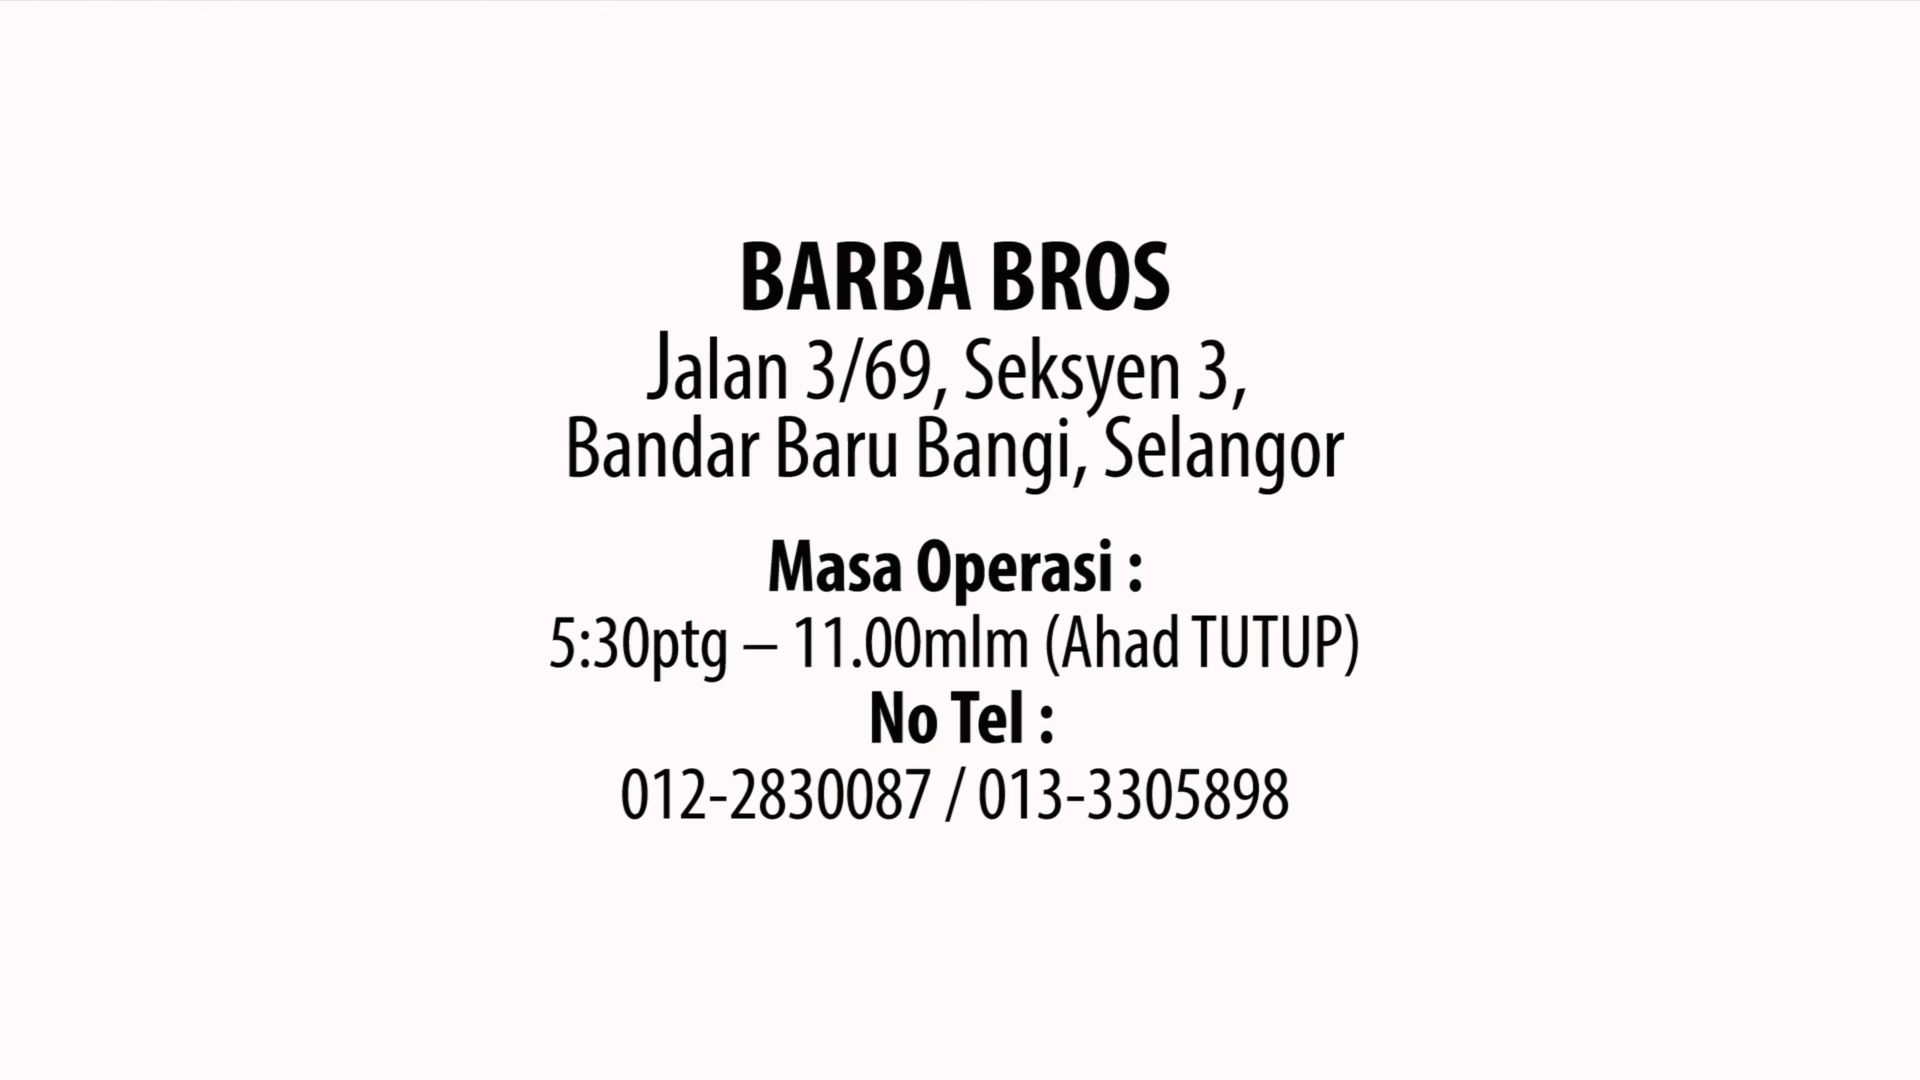 BARBA BROS
Jalan 3/69, Seksyen 3,
Bandar Baru Bangi, Selangor
Masa Operasi :
5:30ptg – 11.00mlm (Ahad TUTUP)
No Tel :
012-2830087 / 013-3305898